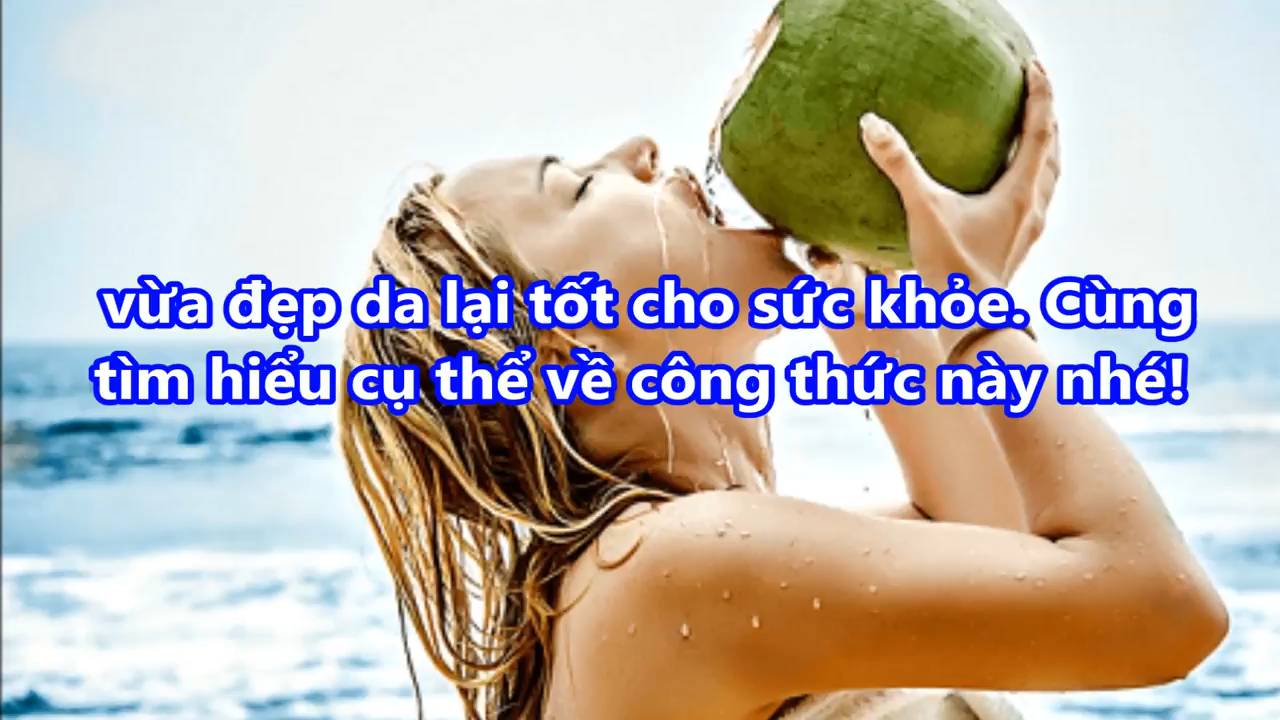 vừa đẹp da lại tốt cho sức khỏe. Cùng
tìm hiểu cụ thể về công thức này nhé!